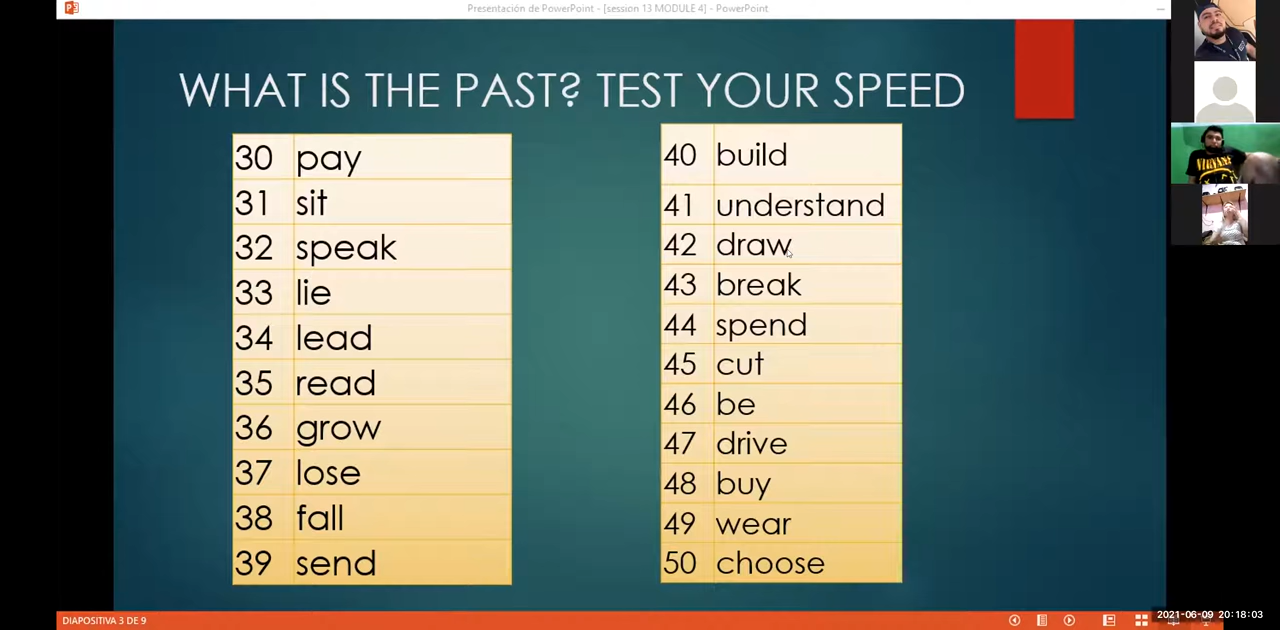 Presentación de PowerPoint - [session 13 MODULE 4] - PowerPoint
WHAT IS THE PAST? TEST YOUR SPEED
30 pay
31 sit
32 speak
33 lie
34 lead
35 read
36 grow
37 lose
38 fall
39 send
40 build
41 understand
42 draw
43 break
44 spend
45 cut
46 be
47 drive
48 buy
49 wear
50 choose
NIRVANA
DIAPOSITIVA 3 DE 9
2021-06-09 20:18:03